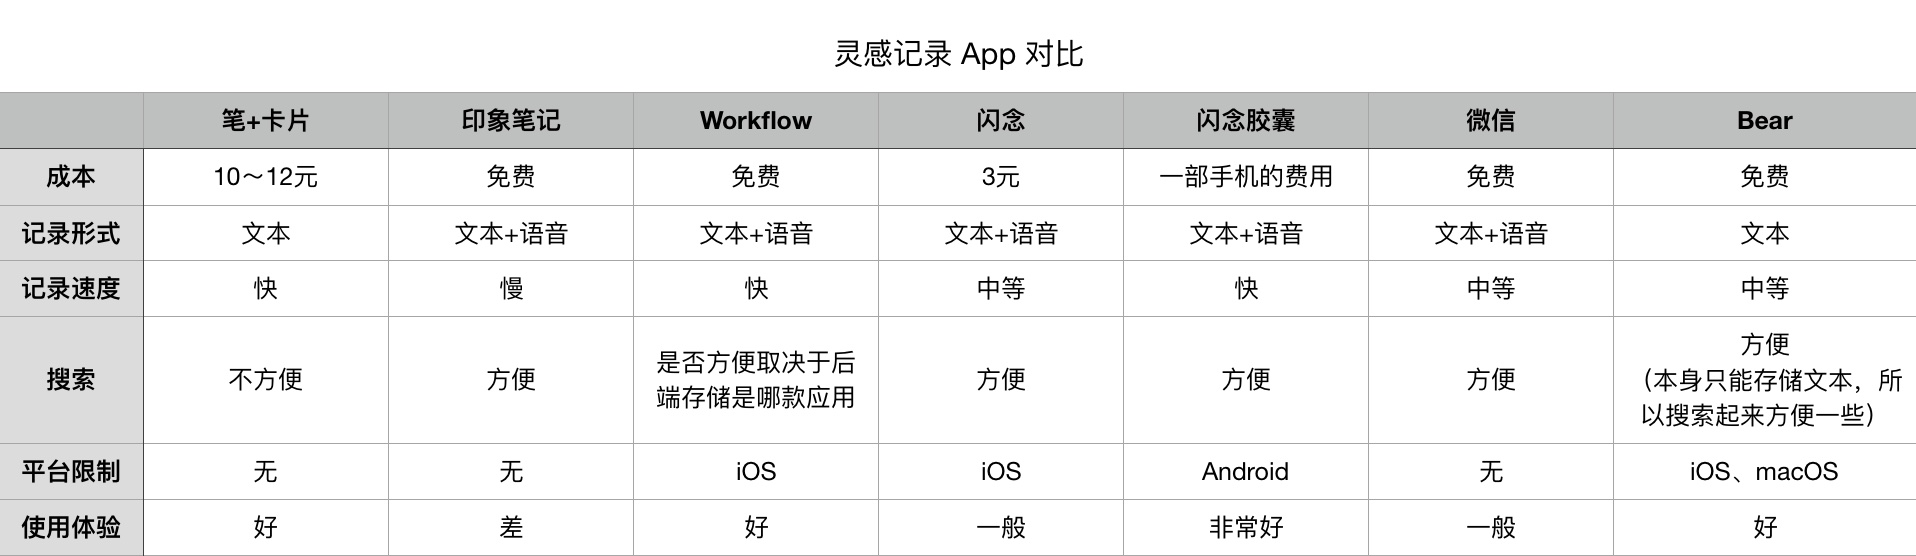 灵感记录 App 对比
笔+卡片 印象笔记 Workflow 闪念 闪念胶囊 微信 Bear
成本 10～12元 免费 免费 3元 一部手机的费用 免费 免费
记录形式 文本 文本+语音 文本+语音 文本+语音 文本+语音 文本+语音 文本
记录速度 快 慢 快 中等 快 中等 中等
搜索 不方便 方便 是否方便取决于后
端存储是哪款应用 方便 方便 方便 方便
（本身只能存储文本，所
以搜索起来方便一些）
平台限制 无 无 iOS iOS Android 无 iOS、macOS
使用体验 好 差 好 一般 非常好 一般 好